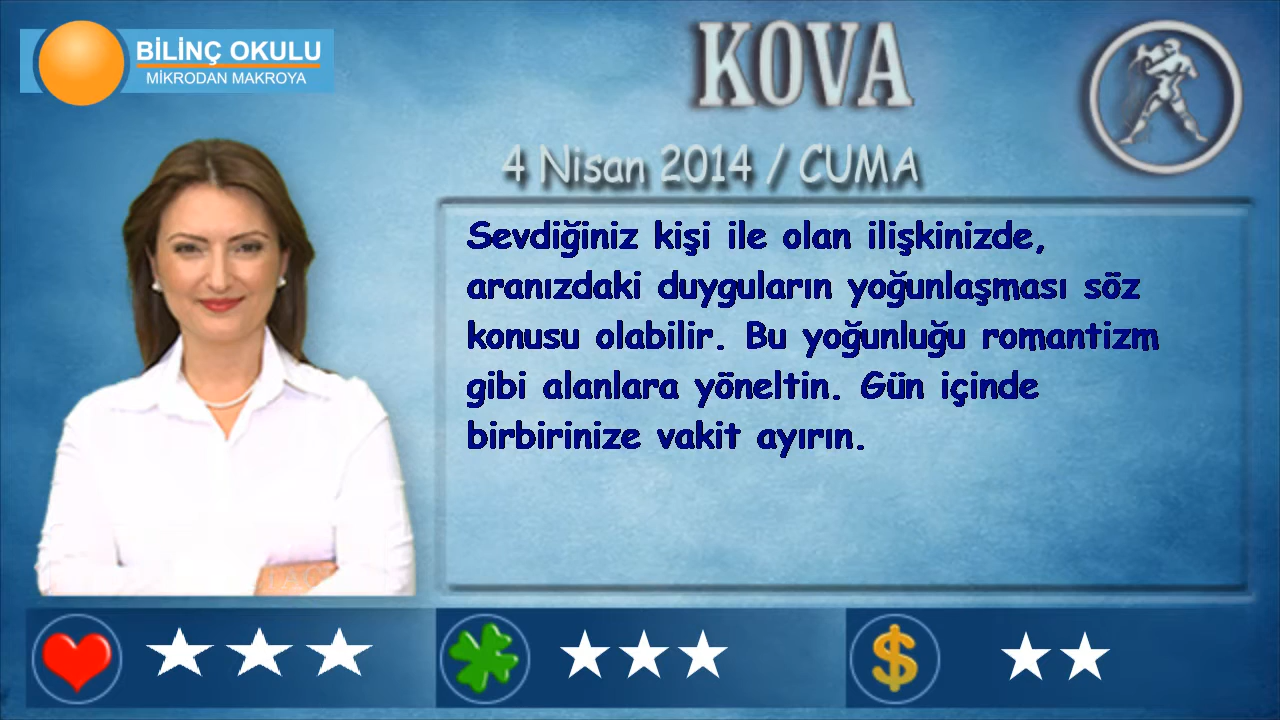 BİLİNÇ OKULU
MİKRODAN MAKROYA
KOVA
4 Nisan 2014 / CUMA
Sevdiğiniz kişi ile olan ilişkinizde,
aranızdaki duyguların yoğunlaşması söz
konusu olabilir. Bu yoğunluğu romantizm
gibi alanlara yöneltin. Gün içinde
birbirinize vakit ayırın.